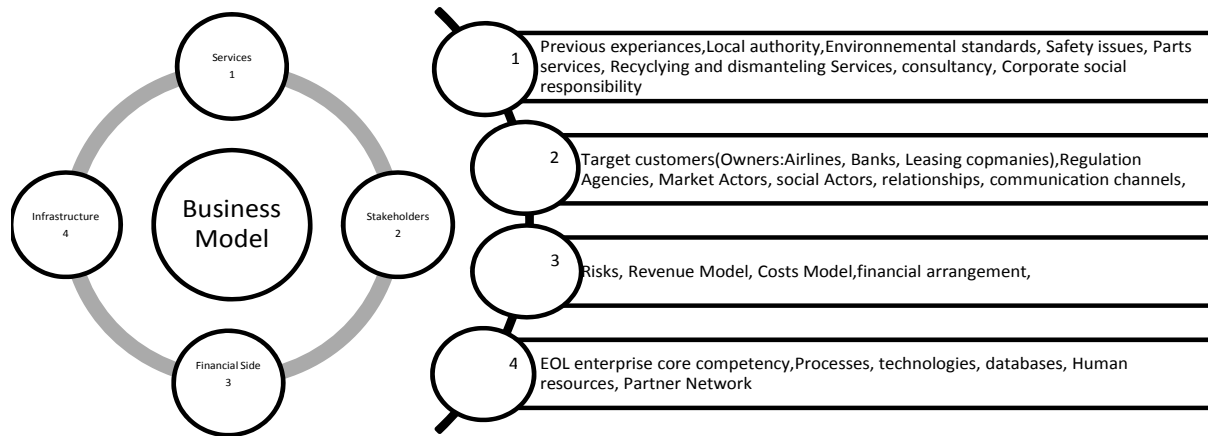 Services
1
Business
Model
Infrastructure
4
Stakeholders
2
Financial Side
3
1
Previous experiances,Local authority,Environnemental standards, Safety issues, Parts
services, Recyclying and dismanteling Services, consultancy, Corporate social
responsibility
2
Target customers(Owners:Airlines, Banks, Leasing copmanies),Regulation
Agencies, Market Actors, social Actors, relationships, communication channels,
3
Risks, Revenue Model, Costs Model,financial arrangement,
4
EOL enterprise core competency,Processes, technologies, databases, Human
resources, Partner Network